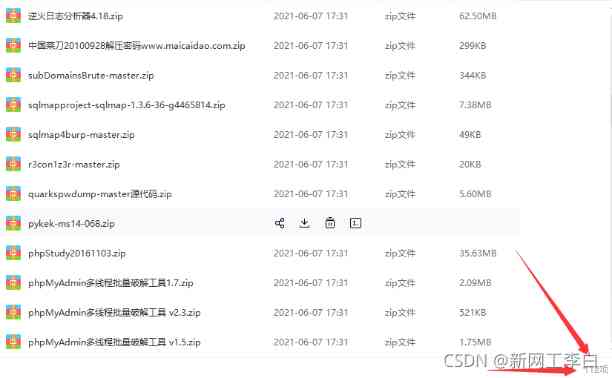 逆火日志分析器4.18.zip 2021-06-07 17:31 zip文件 62.50MB
中国菜刀20100928解压密码www.maicaidao.com.zip 2021-06-07 17:31 zip文件 299KB
subDomainsBrute-master.zip 2021-06-07 17:31 zip文件 344KB
sqlmapproject-sqlmap-1.3.6-36-g4465814.zip 2021-06-07 17:31 zip文件 7.38MB
sqlmap4burp-master.zip 2021-06-07 17:31 zip文件 49KB
r3con1z3r-master.zip 2021-06-07 17:31 zip文件 20KB
quarkspwdump-master源代码.zip 2021-06-07 17:31 zip文件 5.60MB
pykek-ms14-068.zip
phpStudy20161103.zip 2021-06-07 17:31 zip文件 35.63MB
phpMyAdmin多线程批量破解工具1.7.zip 2021-06-07 17:31 zip文件 2.09MB
phpMyAdmin多线程批量破解工具 v2.3.zip 2021-06-07 17:31 zip文件 521KB
phpMyAdmin多线程批量破解工具 v1.5.zip 2021-06-07 17:31 zip文件 1.75MB
CSDN @新网工李白